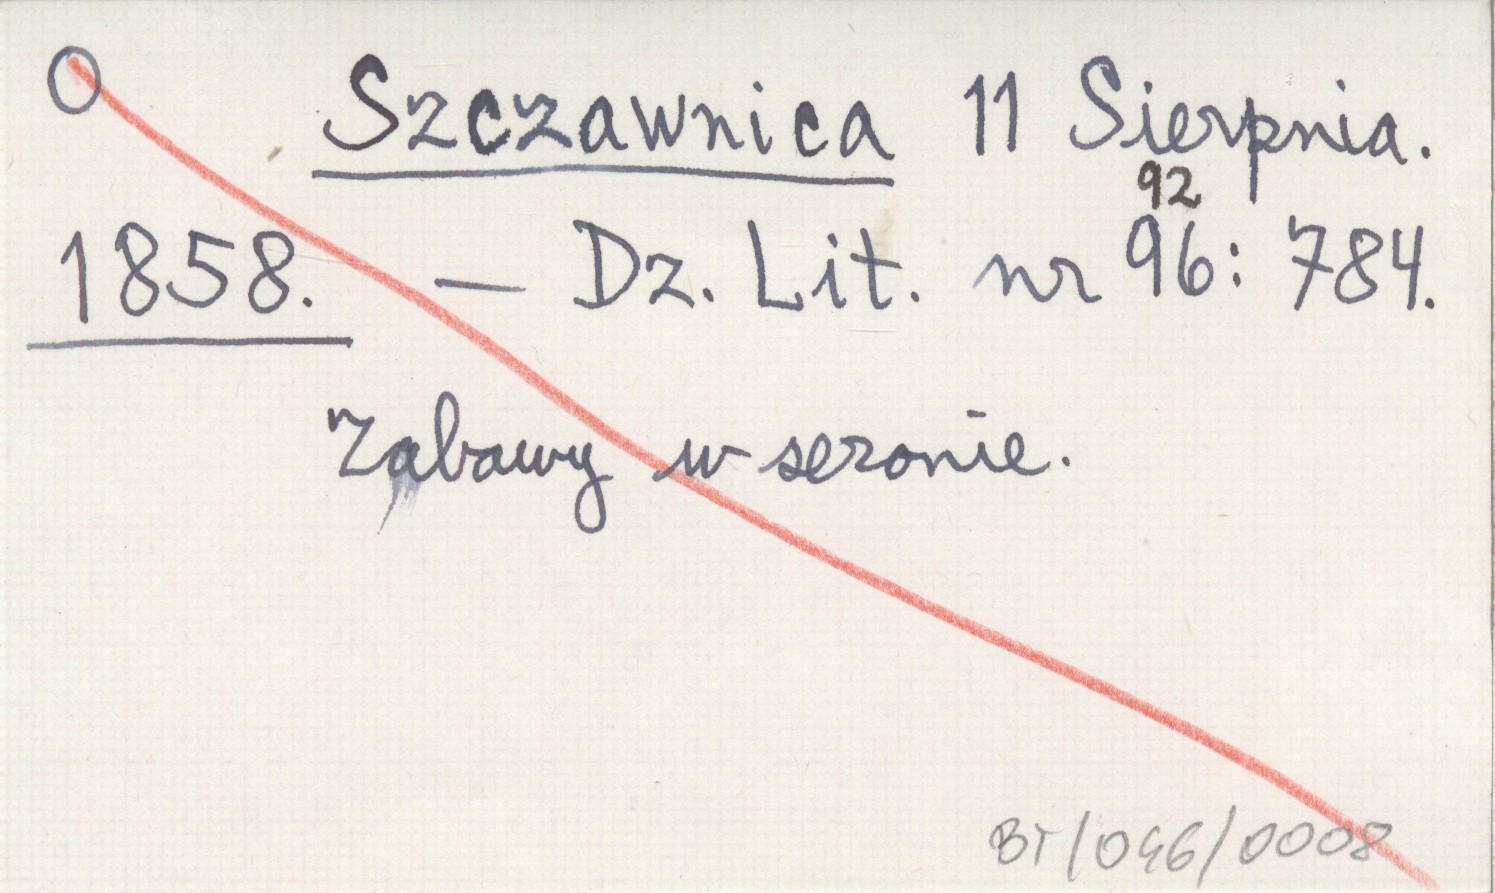 O Szczawnica 11 Sierpnia.
92
1858. — Dz. Lit. nr 96: 784.
Zabawy w sezonie.
BT/046/0008